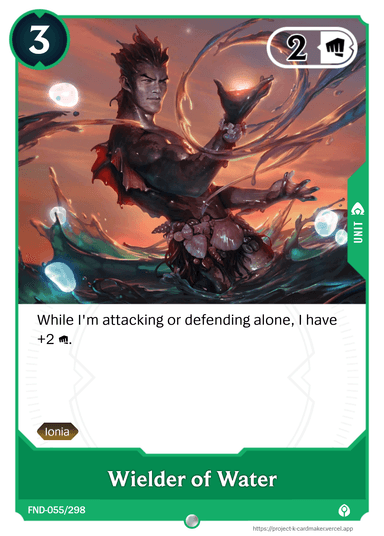 3
2
UNIT
While I'm attacking or defending alone, I have
+2 .
Ionia
Wielder of Water
FND-055/298
https://project-k-cardmaker.vercel.app